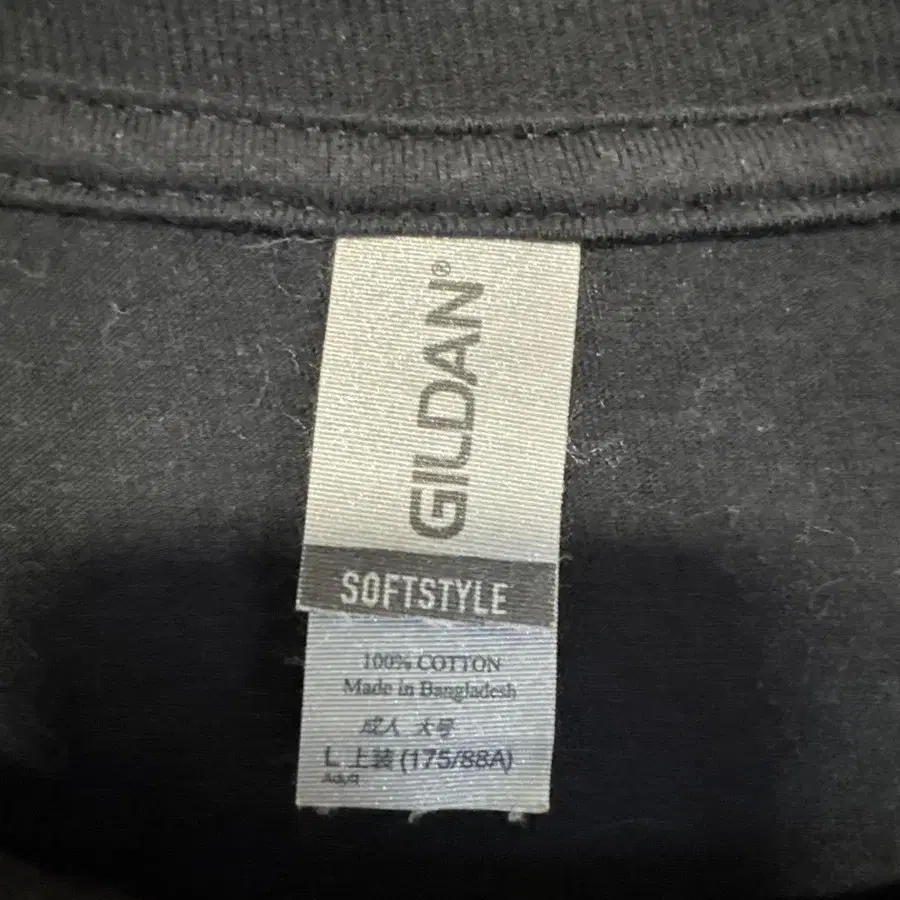 GILDAN®
SOFTSTYLE
100% COTTON
Made in Bangladesh
成人 大号
L 上装 (175/88A)